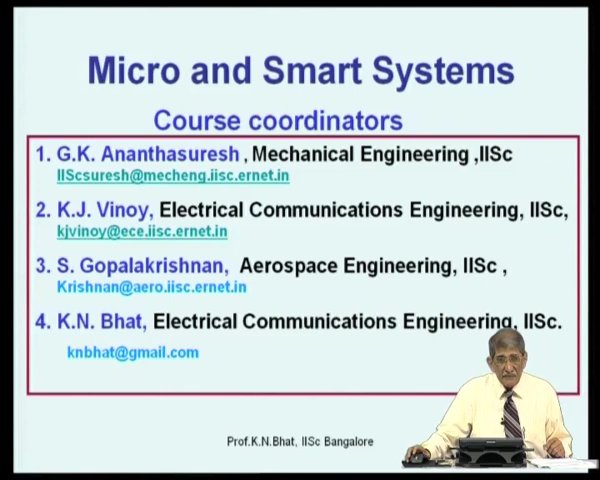 Micro and Smart Systems
Course coordinators
1. G.K. Ananthasuresh , Mechanical Engineering ,IISc
IIScsuresh@mecheng.iisc.ernet.in
2. K.J. Vinoy, Electrical Communications Engineering, IISc,
kjvinoy@ece.iisc.ernet.in
3. S. Gopalakrishnan, Aerospace Engineering, IISc ,
Krishnan@aero.iisc.ernet.in
4. K.N. Bhat, Electrical Communications Engineering, IISc.
knbhat@gmail.com
Prof.K.N.Bhat, IISc Bangalore